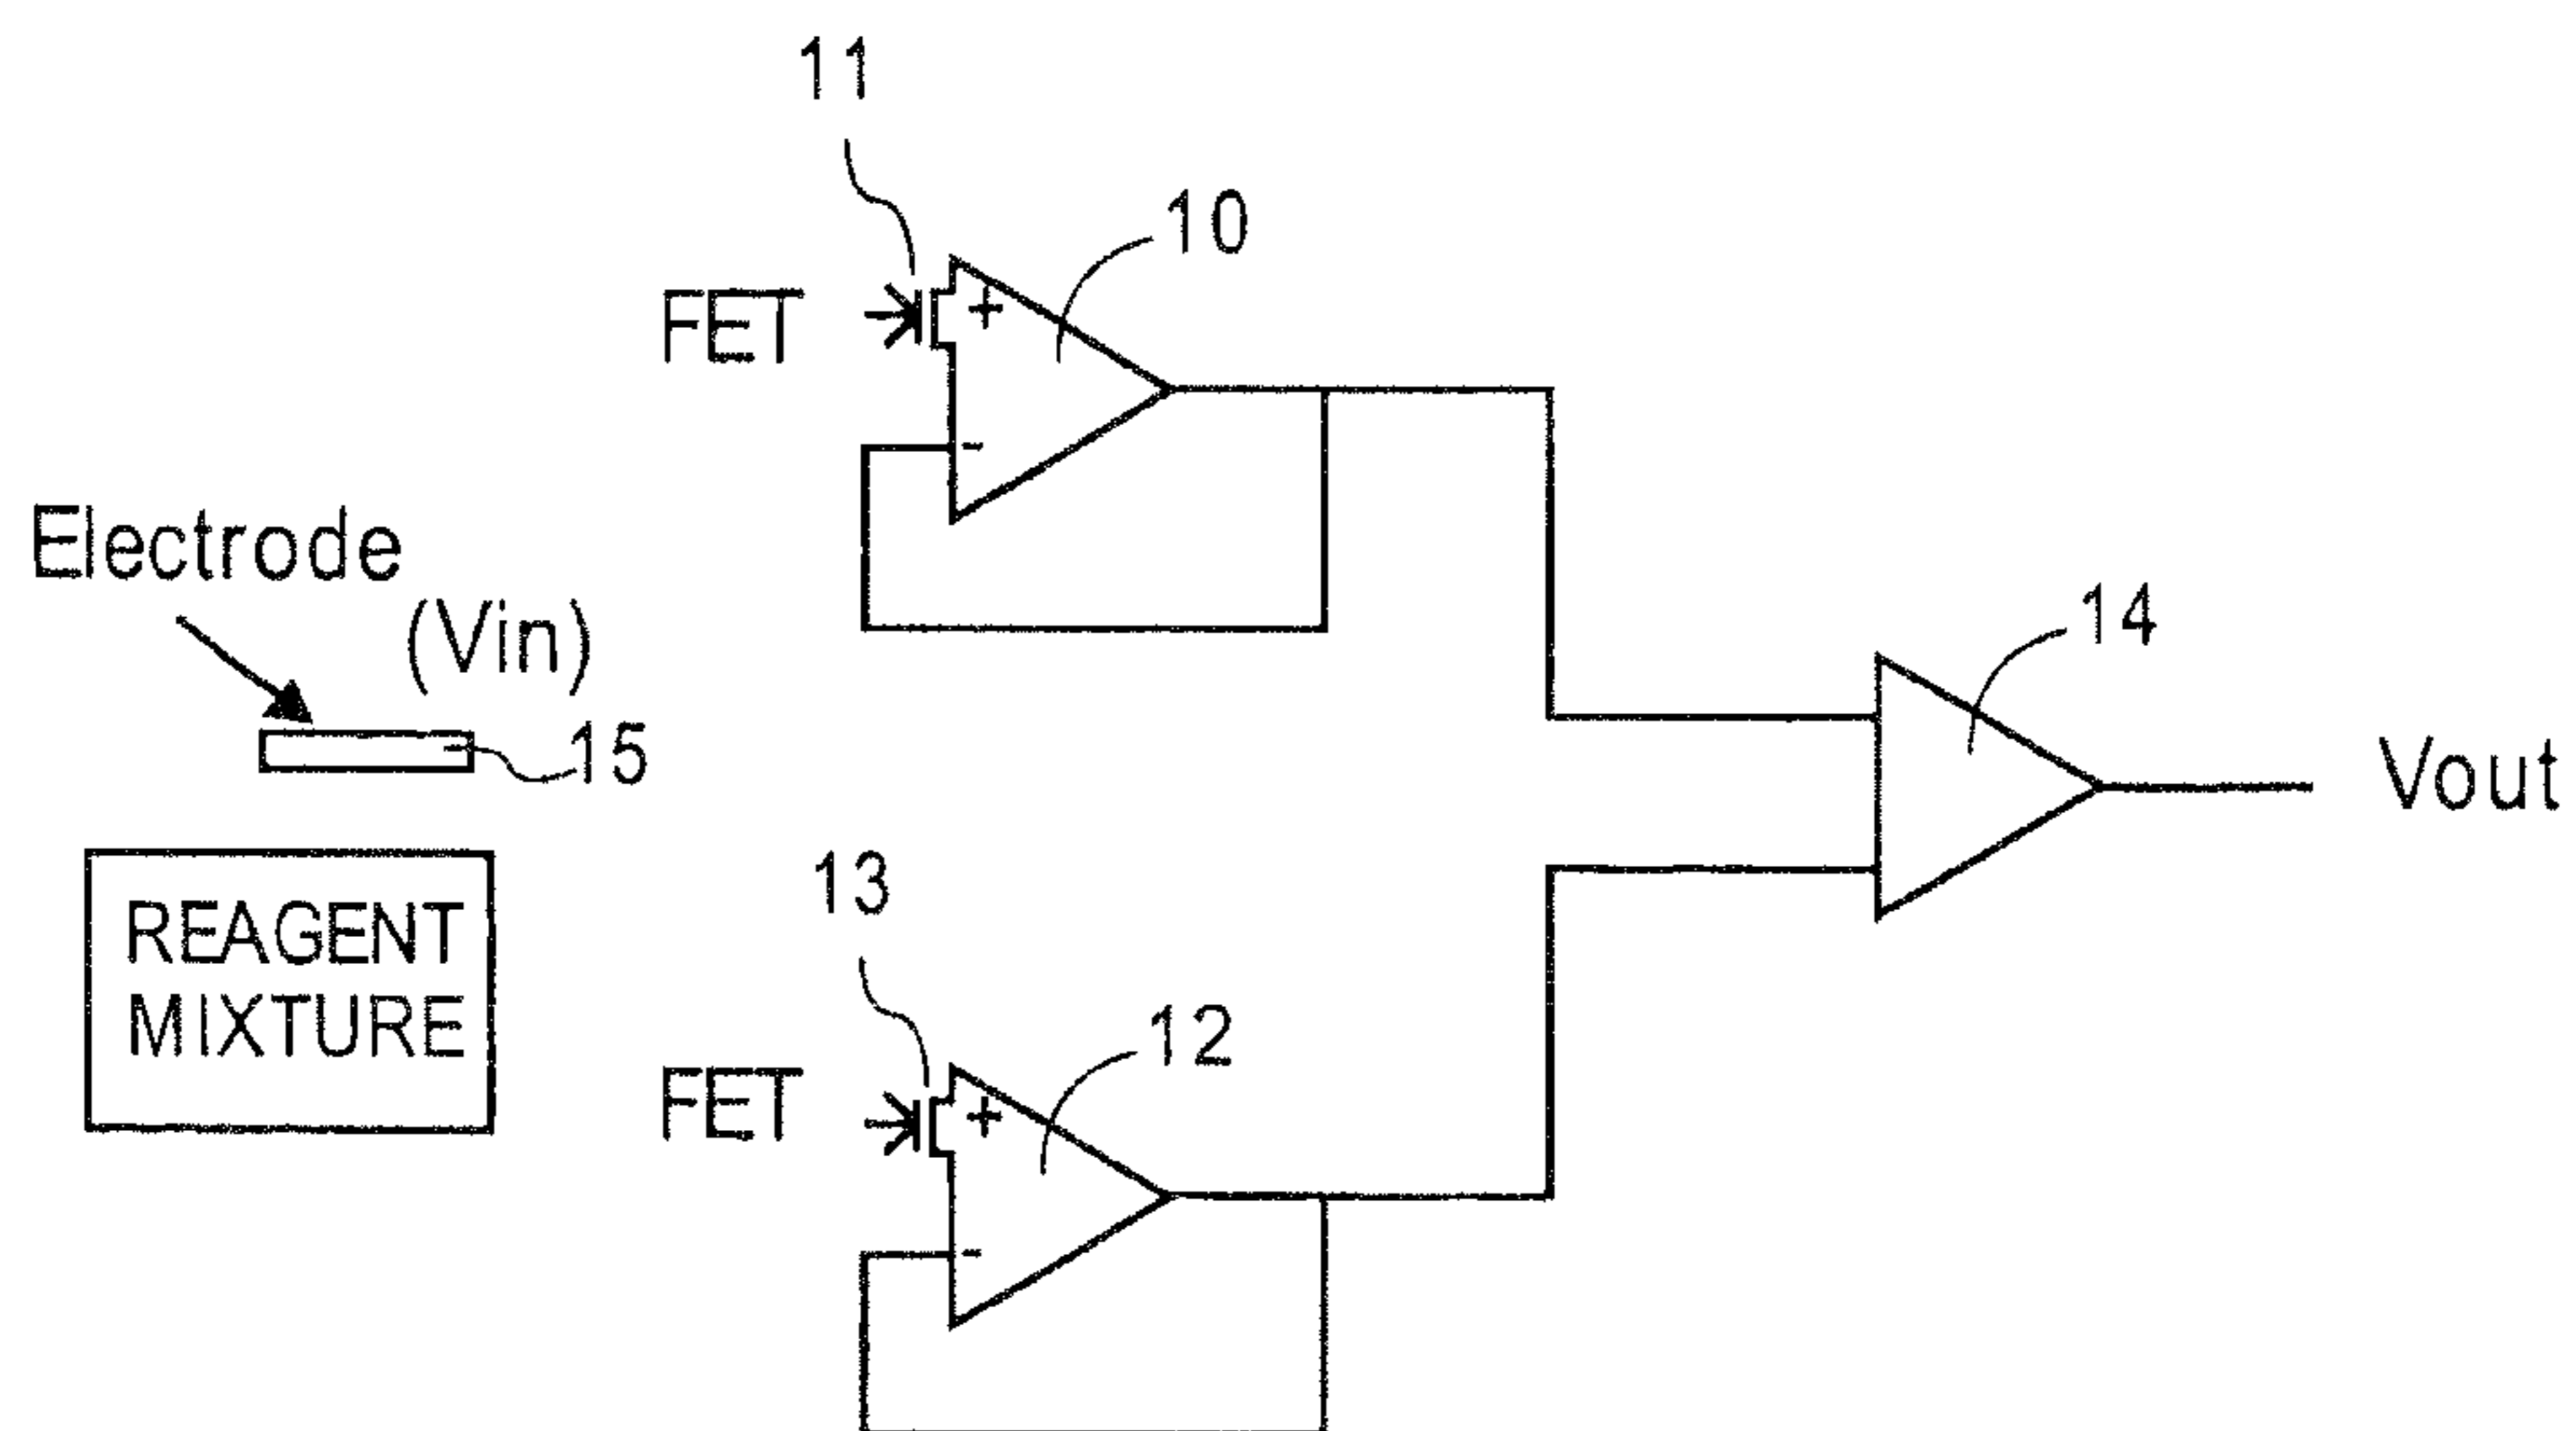 11
10
FET
+
-
Electrode
(Vin)
15
14
Vout
REAGENT
MIXTURE
13
12
FET
+
-